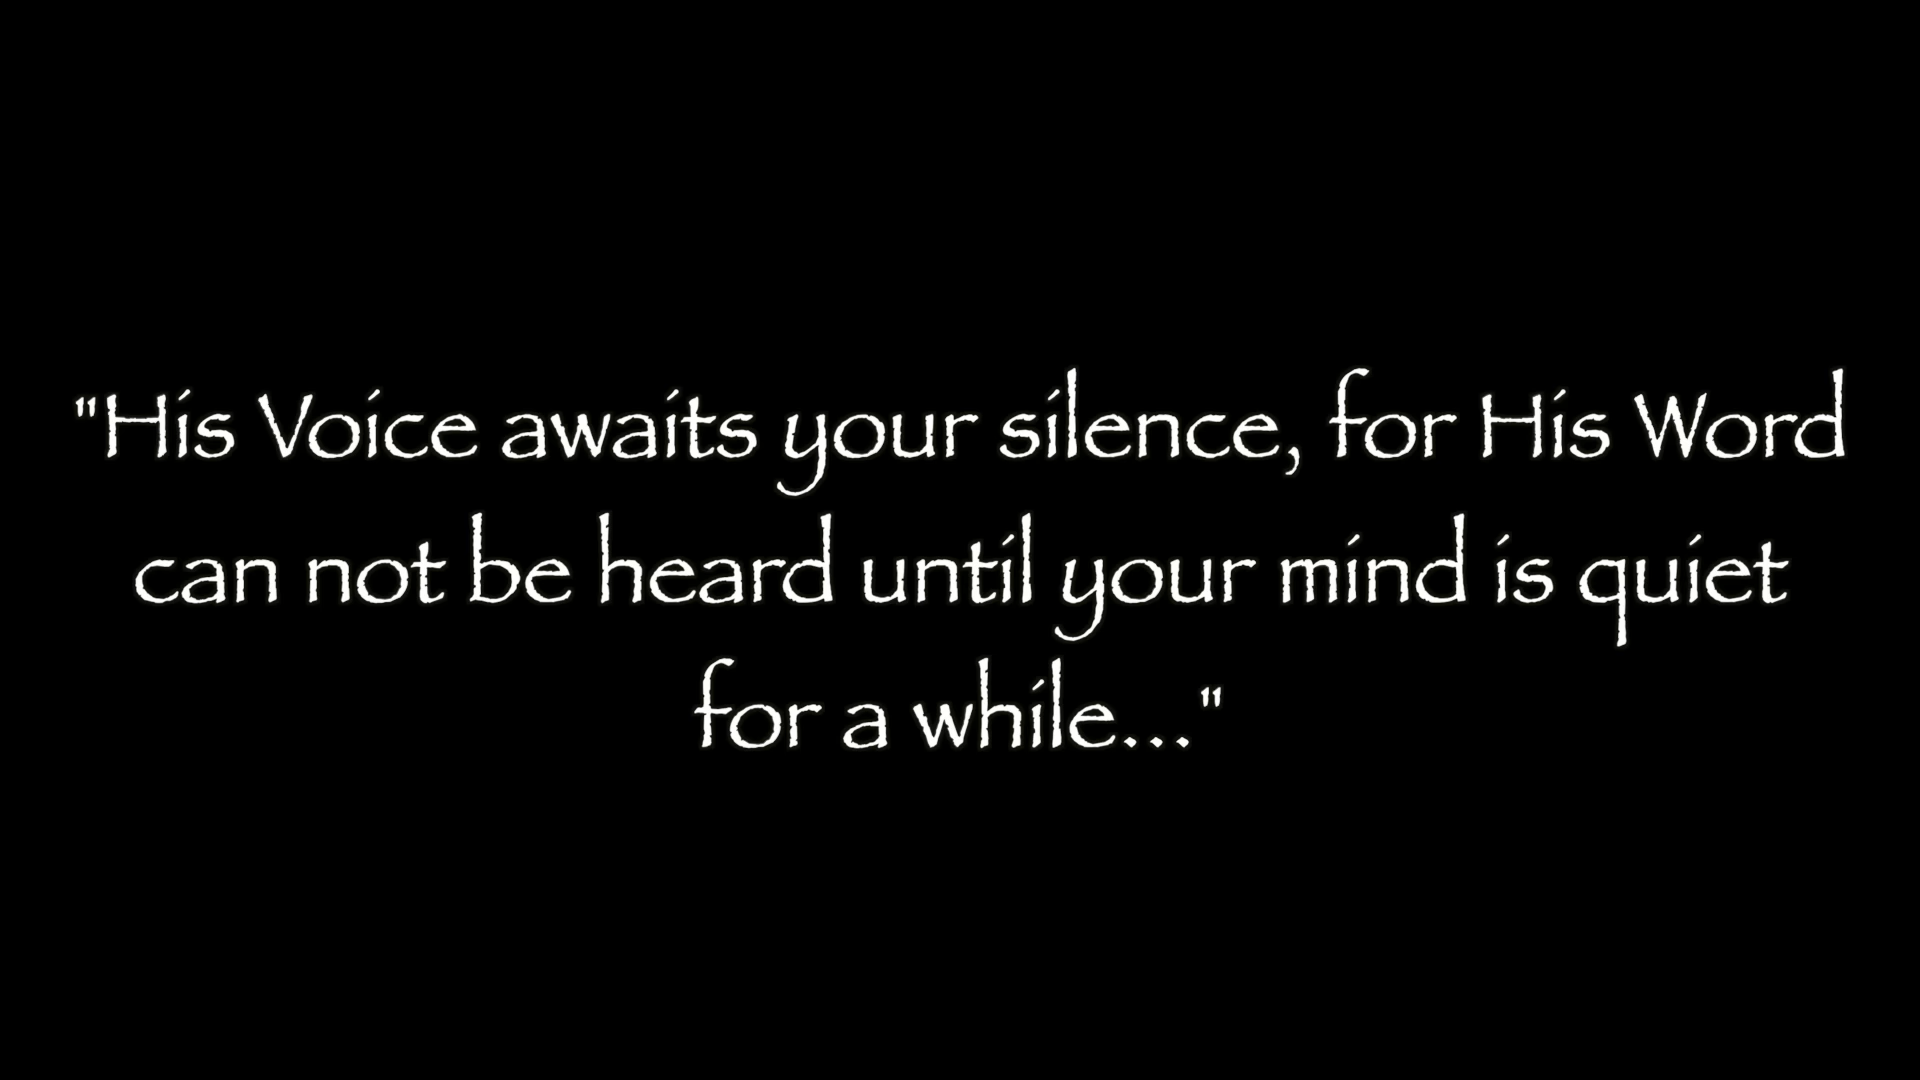 "His Voice awaits your silence, for His Word
can not be heard until your mind is quiet
for a while..."